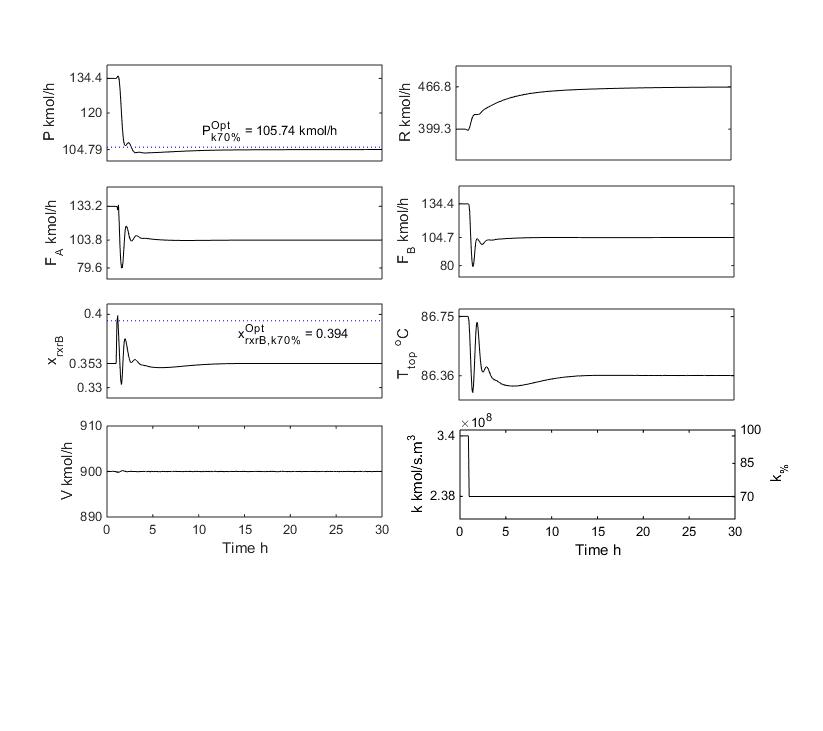 P kmol/h
134.4
120
104.79
P^Opt_k70% = 105.74 kmol/h
R kmol/h
466.8
399.3
F_A kmol/h
133.2
103.8
79.6
F_B kmol/h
134.4
104.7
80
x_rxrB
0.4
0.353
0.33
x^Opt_rxrB,k70% = 0.394
T_top °C
86.75
86.36
V kmol/h
910
900
890
0 5 10 15 20 25 30
Time h
k kmol/s.m³
×10⁸
3.4
2.38
100
85
70
k_%
0 5 10 15 20 25 30
Time h